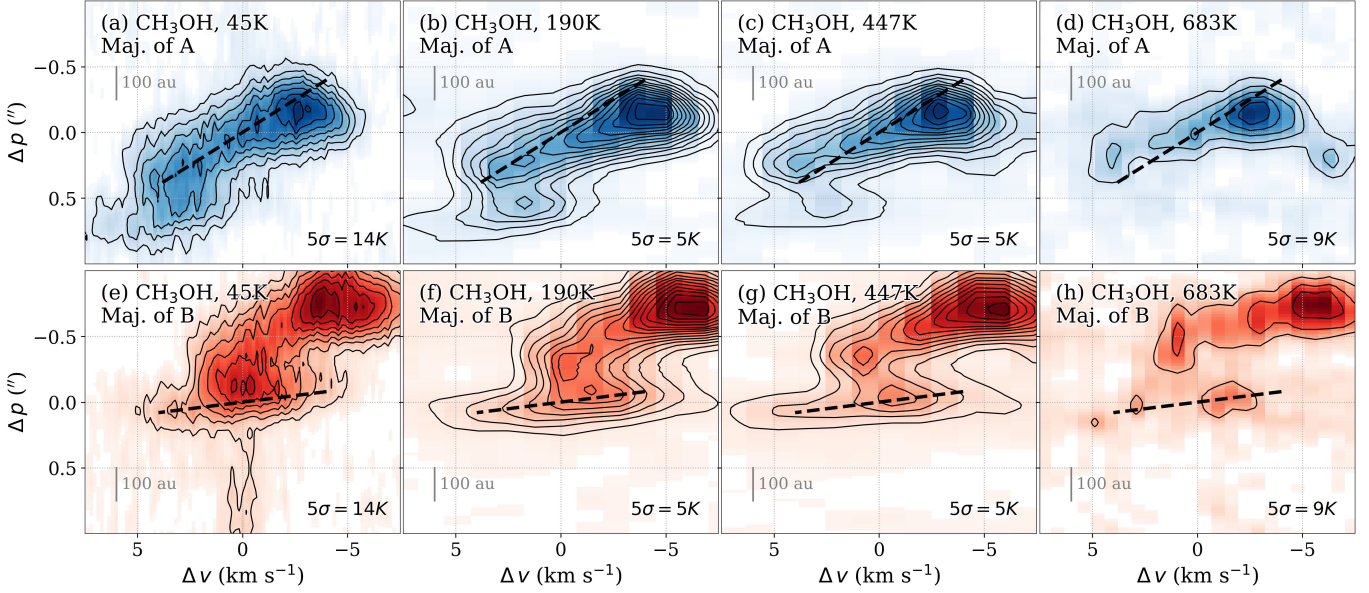 (a) CH₃OH, 45K
Maj. of A
100 au
5σ = 14K
(b) CH₃OH, 190K
Maj. of A
100 au
5σ = 5K
(c) CH₃OH, 447K
Maj. of A
100 au
5σ = 5K
(d) CH₃OH, 683K
Maj. of A
100 au
5σ = 9K
−0.5
0.0
0.5
Δp (″)
(e) CH₃OH, 45K
Maj. of B
100 au
5σ = 14K
(f) CH₃OH, 190K
Maj. of B
100 au
5σ = 5K
(g) CH₃OH, 447K
Maj. of B
100 au
5σ = 5K
(h) CH₃OH, 683K
Maj. of B
100 au
5σ = 9K
−0.5
0.0
0.5
Δp (″)
5 0 −5
5 0 −5
5 0 −5
5 0 −5
Δv (km s⁻¹)
Δv (km s⁻¹)
Δv (km s⁻¹)
Δv (km s⁻¹)